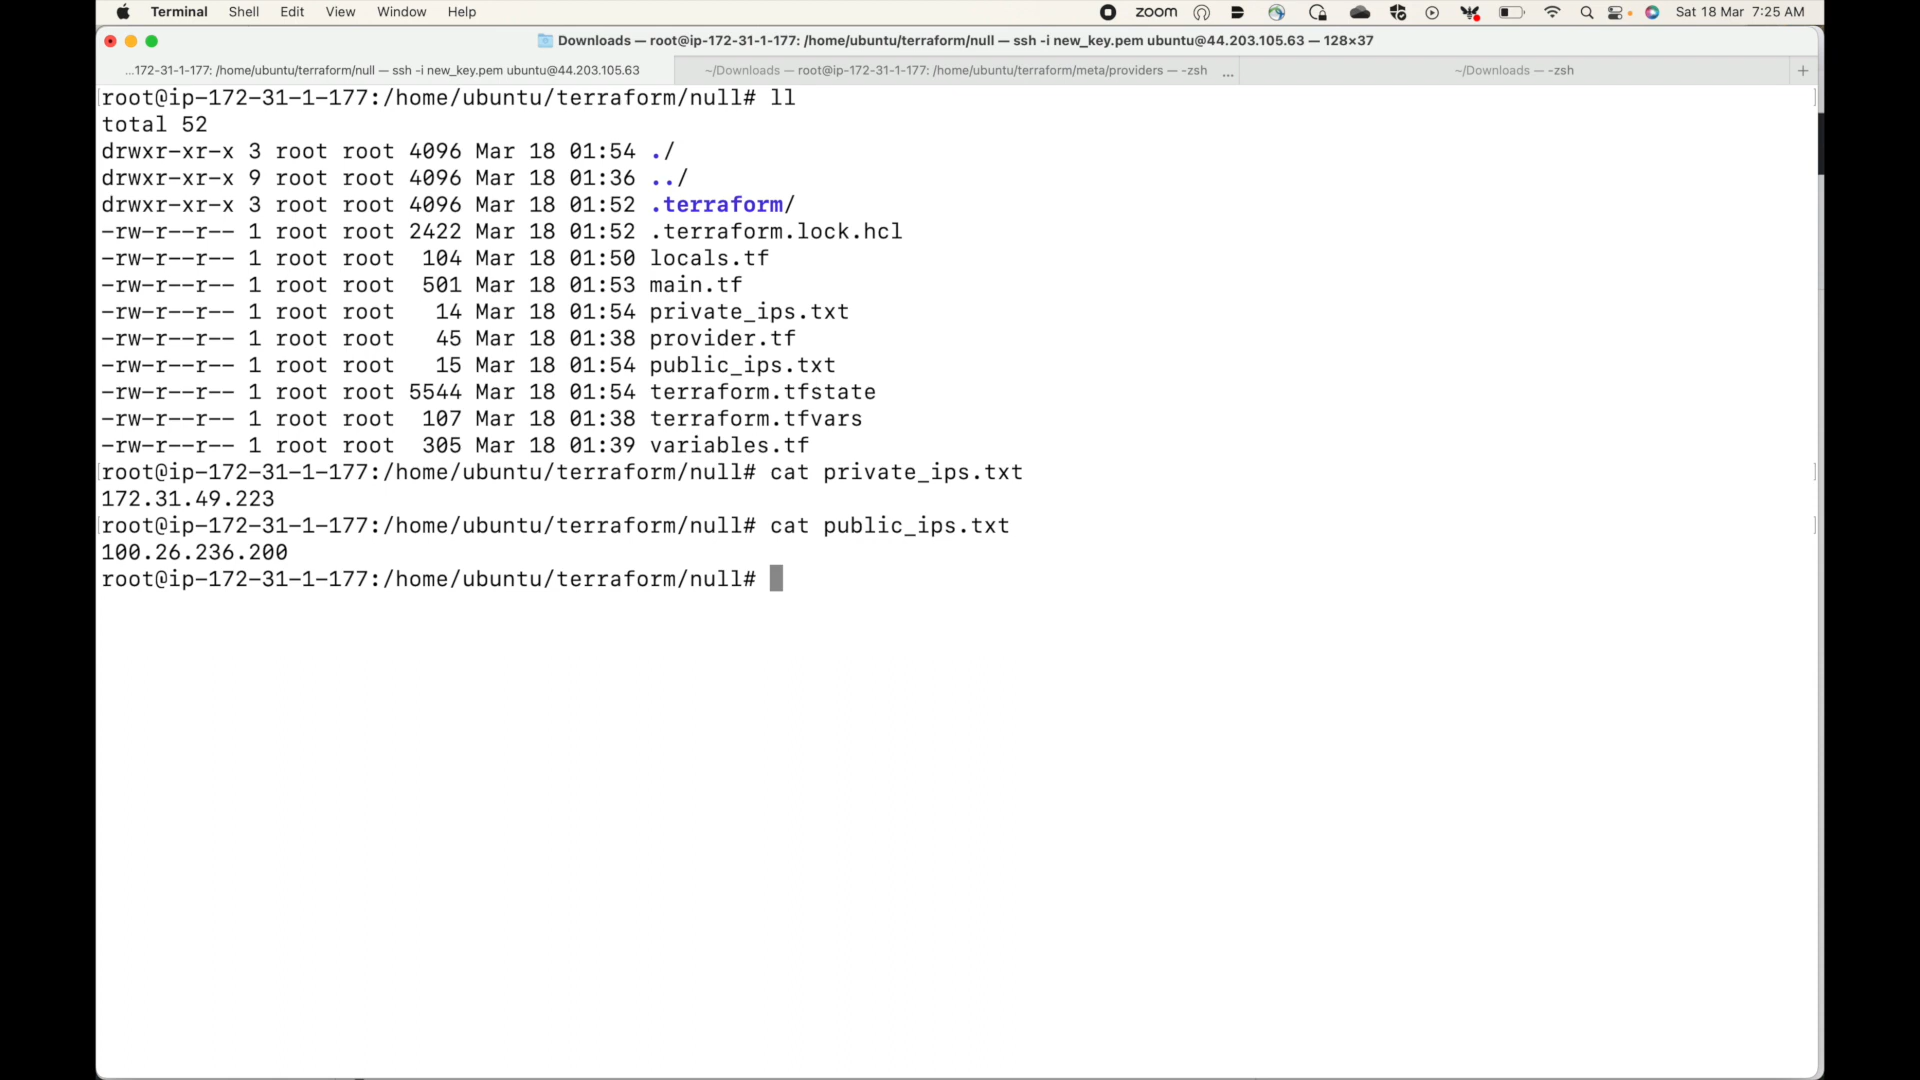 Terminal Shell Edit View Window Help zoom Sat 18 Mar 7:25 AM
Downloads — root@ip-172-31-1-177: /home/ubuntu/terraform/null — ssh -i new_key.pem ubuntu@44.203.105.63 — 128×37
...172-31-1-177: /home/ubuntu/terraform/null — ssh -i new_key.pem ubuntu@44.203.105.63 ~/Downloads — root@ip-172-31-1-177: /home/ubuntu/terraform/meta/providers — -zsh ... ~/Downloads — -zsh +
[root@ip-172-31-1-177:/home/ubuntu/terraform/null# ll ]
total 52
drwxr-xr-x 3 root root 4096 Mar 18 01:54 ./
drwxr-xr-x 9 root root 4096 Mar 18 01:36 ../
drwxr-xr-x 3 root root 4096 Mar 18 01:52 .terraform/
-rw-r--r-- 1 root root 2422 Mar 18 01:52 .terraform.lock.hcl
-rw-r--r-- 1 root root  104 Mar 18 01:50 locals.tf
-rw-r--r-- 1 root root  501 Mar 18 01:53 main.tf
-rw-r--r-- 1 root root   14 Mar 18 01:54 private_ips.txt
-rw-r--r-- 1 root root   45 Mar 18 01:38 provider.tf
-rw-r--r-- 1 root root   15 Mar 18 01:54 public_ips.txt
-rw-r--r-- 1 root root 5544 Mar 18 01:54 terraform.tfstate
-rw-r--r-- 1 root root  107 Mar 18 01:38 terraform.tfvars
-rw-r--r-- 1 root root  305 Mar 18 01:39 variables.tf
[root@ip-172-31-1-177:/home/ubuntu/terraform/null# cat private_ips.txt ]
172.31.49.223
[root@ip-172-31-1-177:/home/ubuntu/terraform/null# cat public_ips.txt ]
100.26.236.200
root@ip-172-31-1-177:/home/ubuntu/terraform/null#